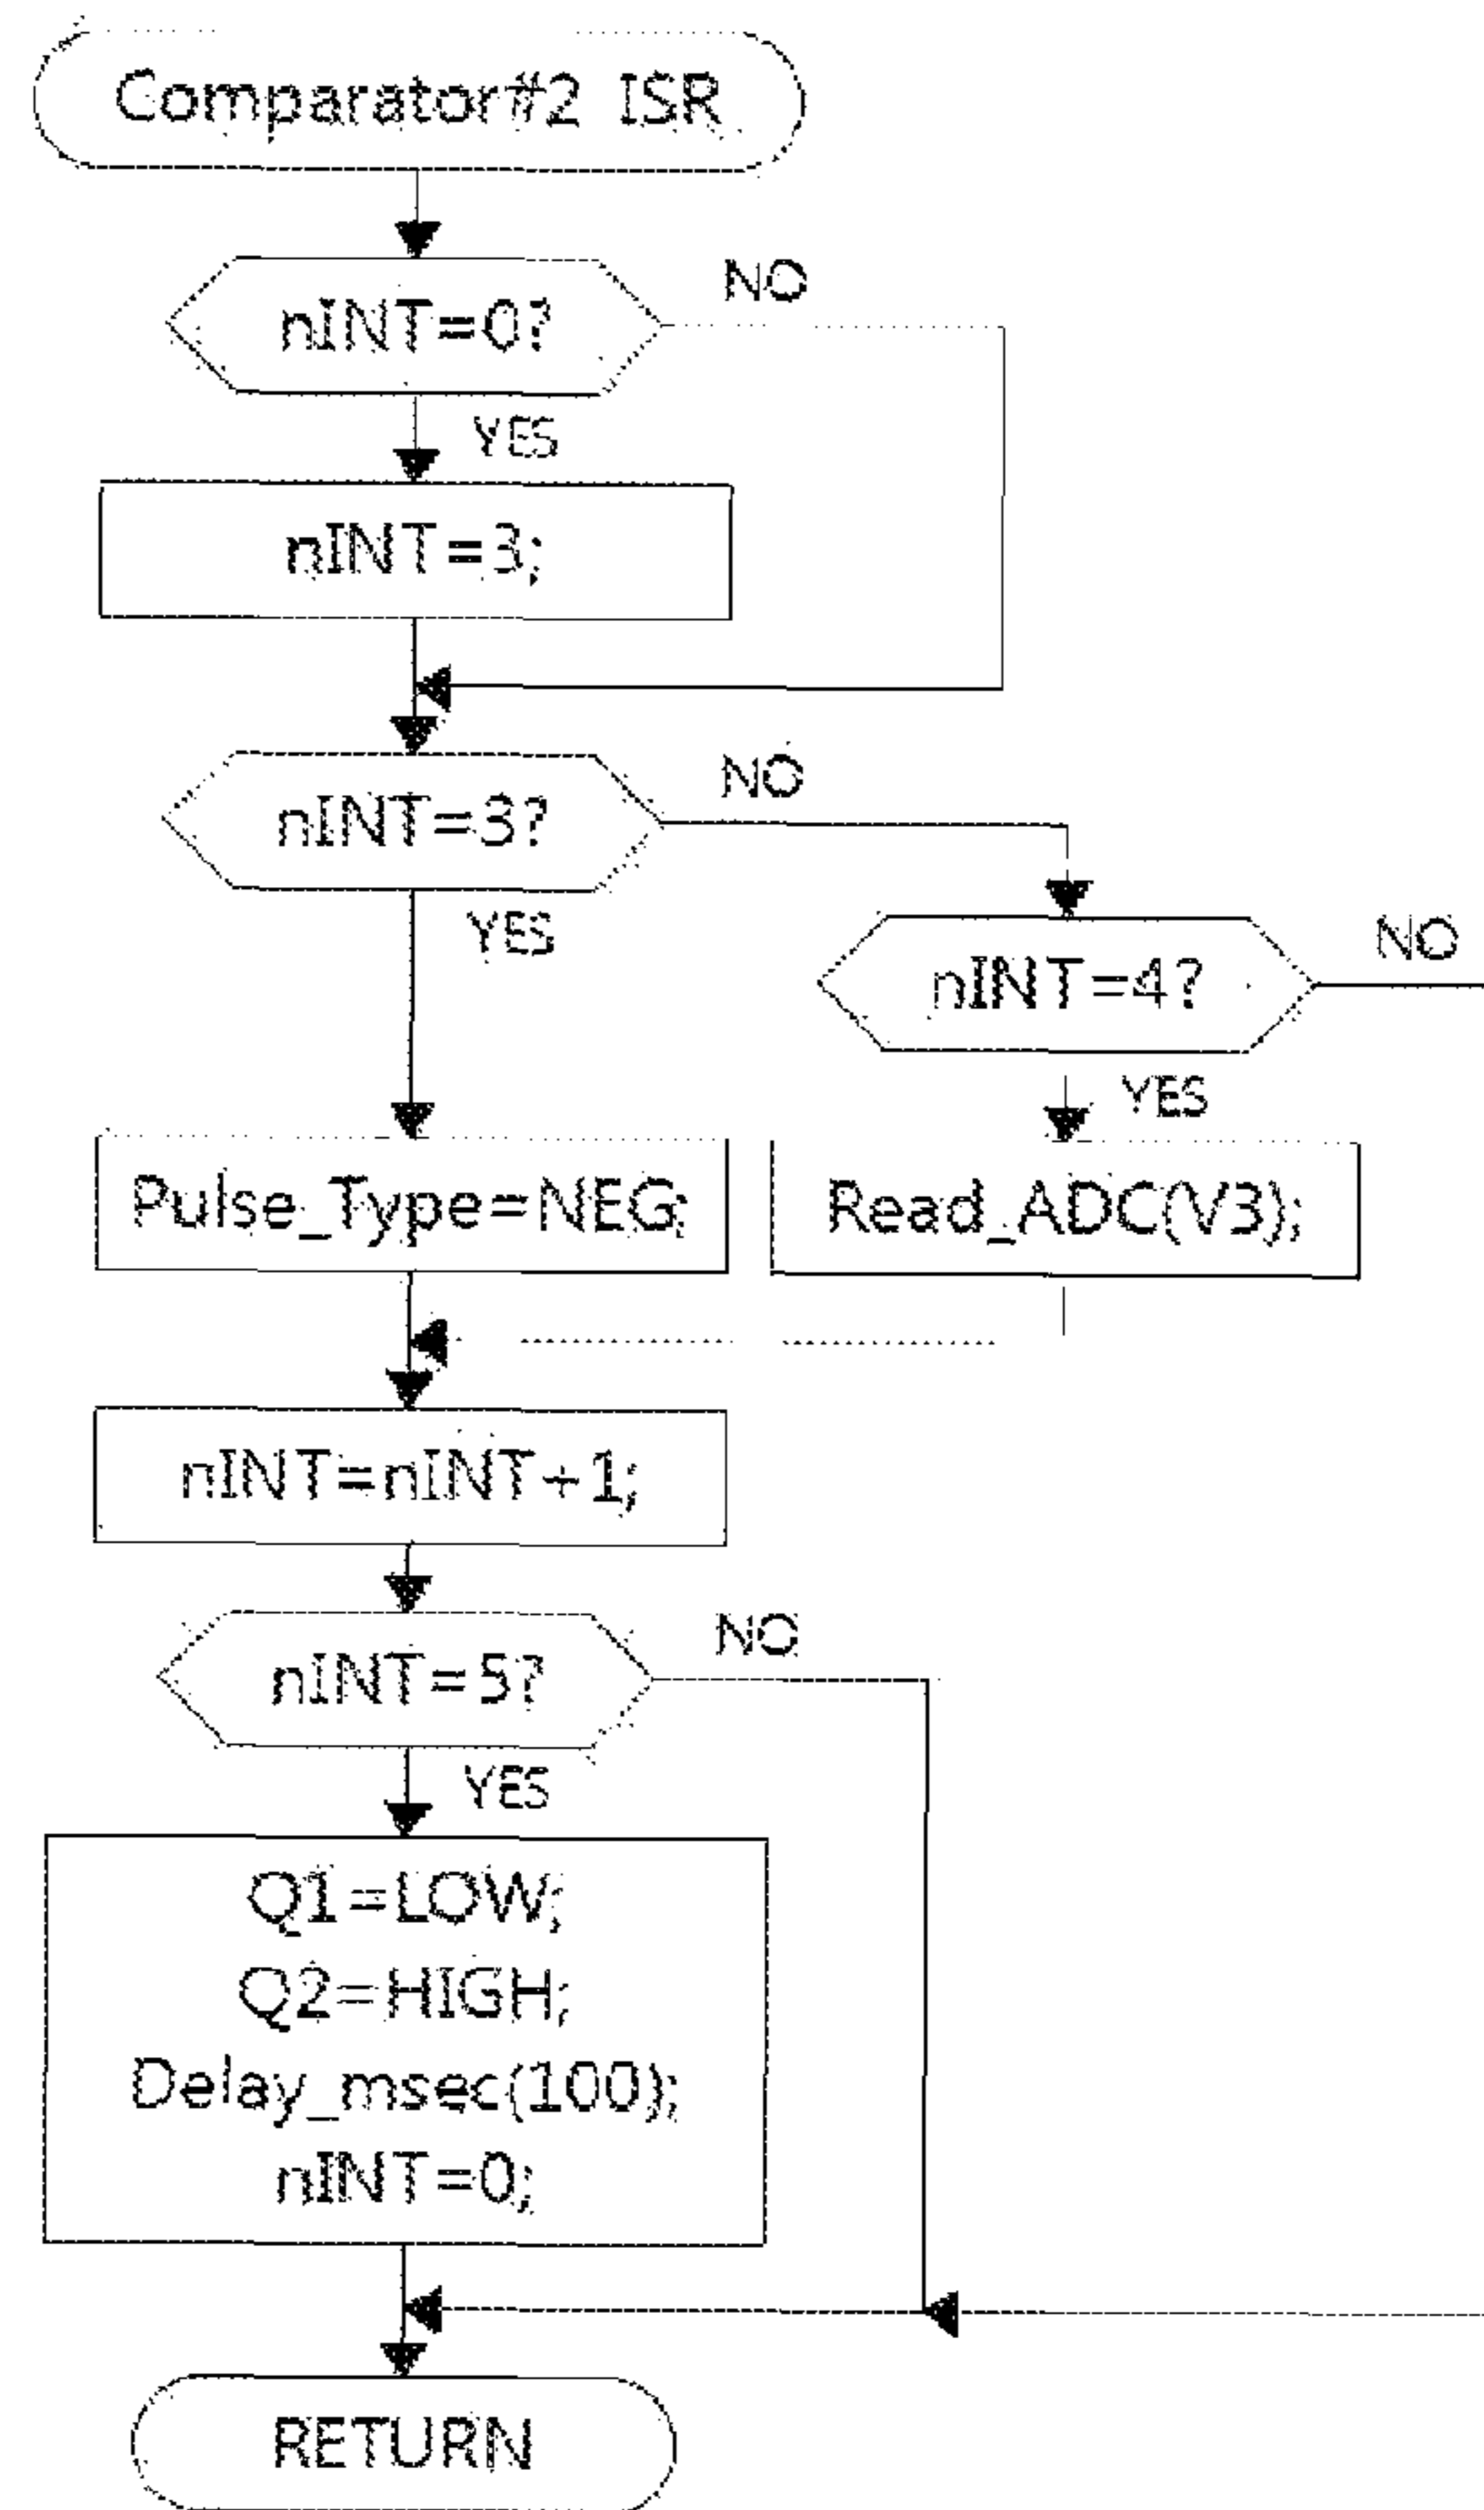 Comparator#2 ISR
nINT=0?
NO
YES
nINT=3;
nINT=3?
NO
YES
nINT=4?
NO
YES
Pulse_Type=NEG;
Read_ADC(V3);
nINT=nINT+1;
nINT=5?
NO
YES
Q1=LOW;
Q2=HIGH;
Delay_msec(100);
nINT=0;
RETURN